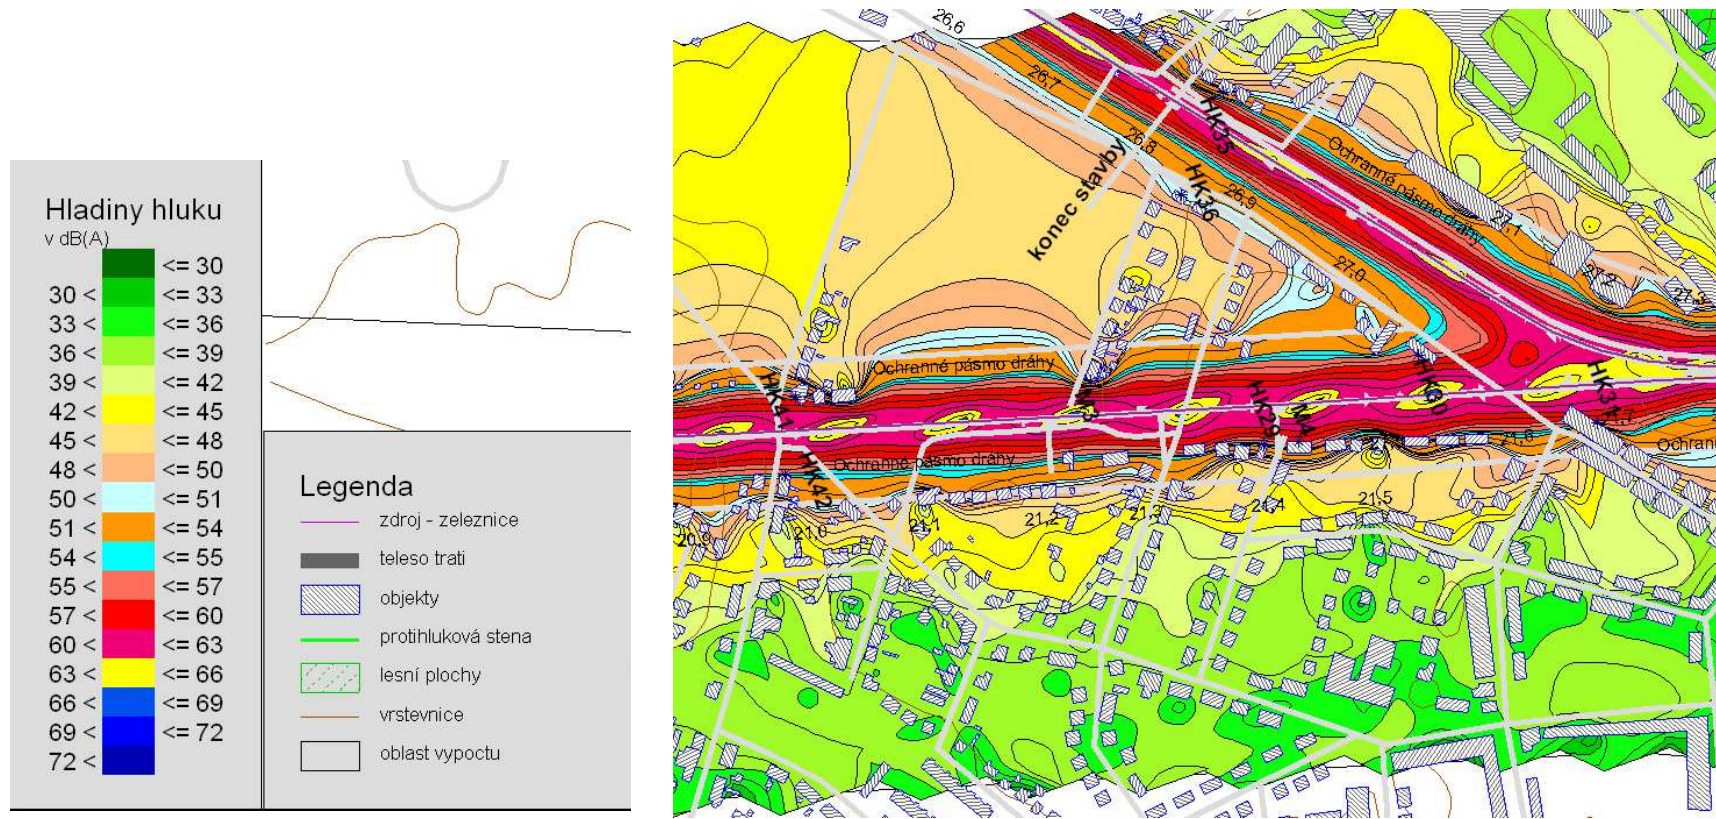 Hladiny hluku
v dB(A)
<= 30
30 < <= 33
33 < <= 36
36 < <= 39
39 < <= 42
42 < <= 45
45 < <= 48
48 < <= 50
50 < <= 51
51 < <= 54
54 < <= 55
55 < <= 57
57 < <= 60
60 < <= 63
63 < <= 66
66 < <= 69
69 < <= 72
72 <
Legenda
zdroj - zeleznice
teleso trati
objekty
protihluková stena
lesní plochy
vrstevnice
oblast vypoctu
26,6
26,7
26,8
26,9
27,0
27,1
27,2
27,3
HK35
HK36
konec stavby
Ochranné pásmo dráhy
Ochranné pásmo dráhy
HK41
M3
HK29
M4
HK30
HK31
HK42
Ochranné pásmo dráhy
Ochrann
20,9
21,0
21,1
21,2
21,3
21,4
21,5
21,6